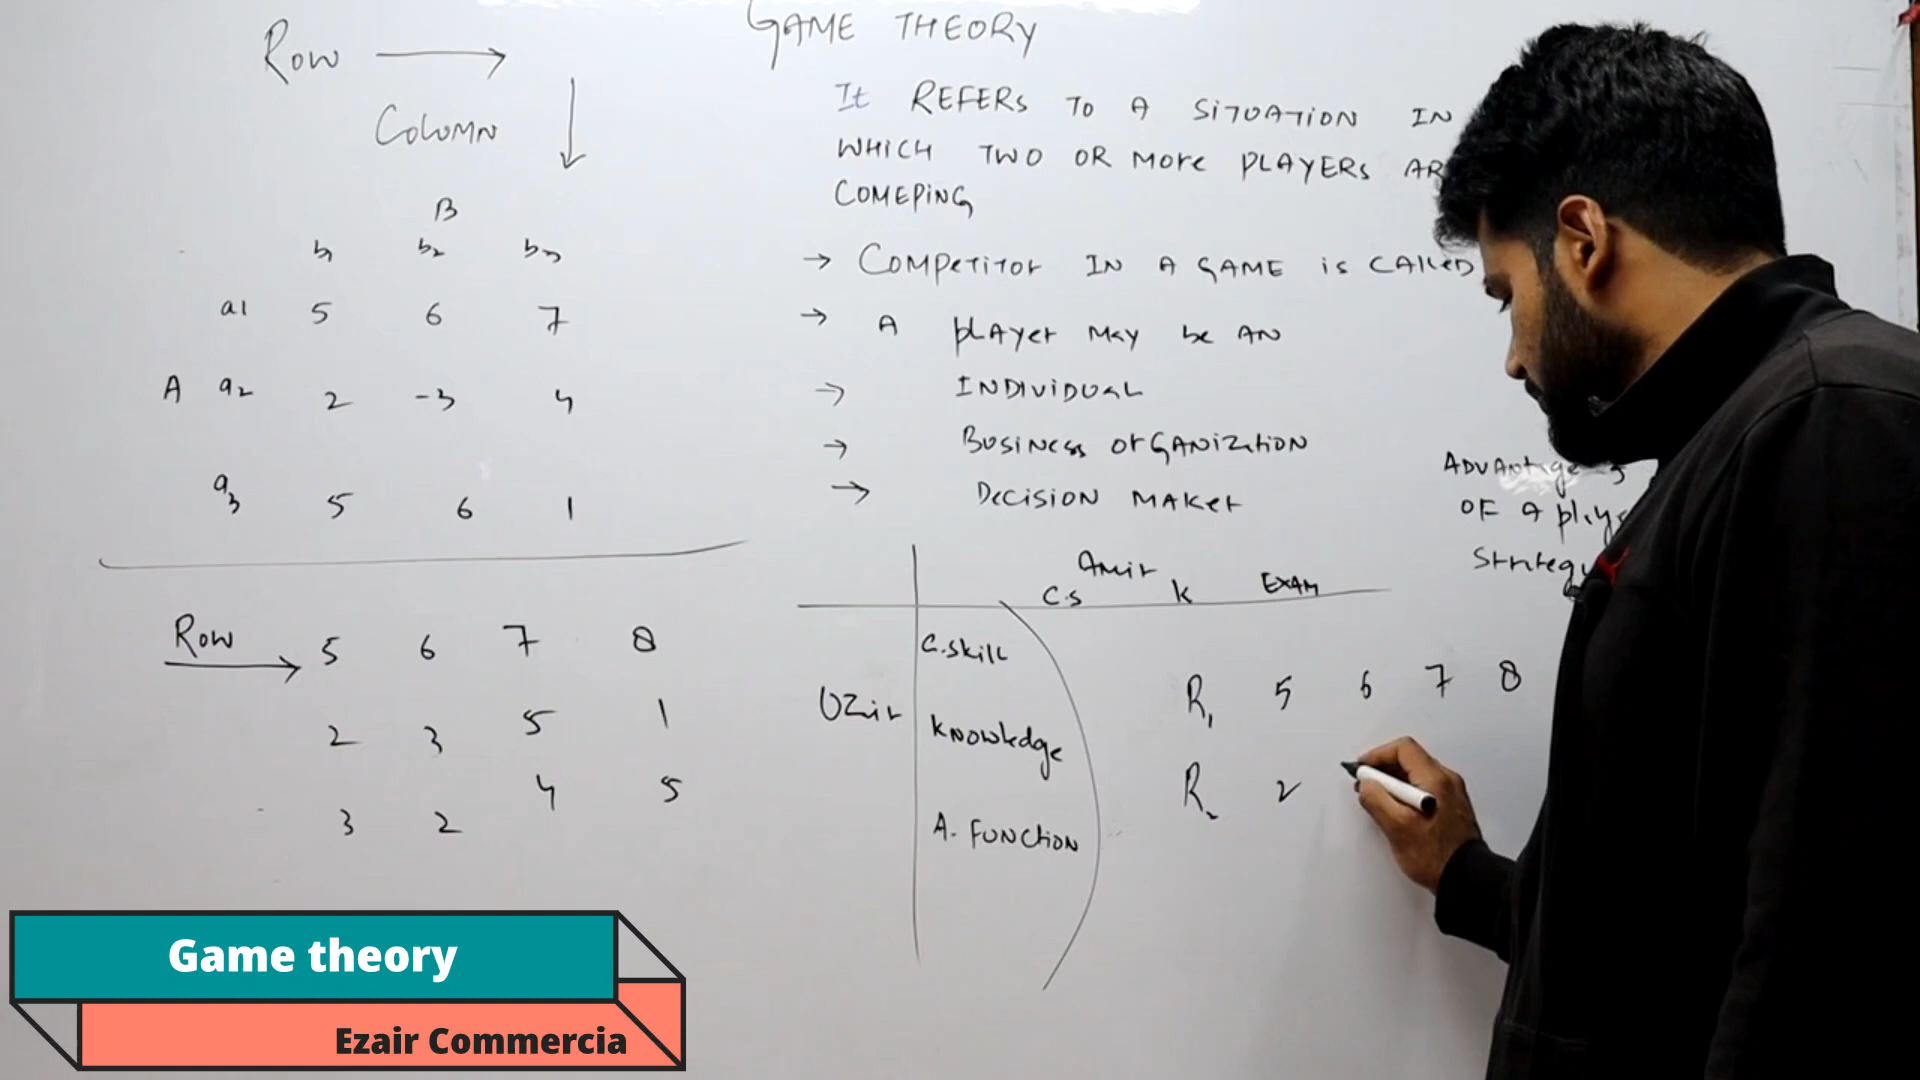 GAME THEORY
Row
COLUMN
B
b1 b2 b3
a1 5 6 7
A a2 2 -3 4
a3 5 6 1
It REFERS TO A SITUATION IN
WHICH TWO OR MORE PLAYERS AR
COMEPING
→ COMPETITOR IN A GAME is CALLED
→ A PLAYER MAY be AN
→ INDIVIDUAL
→ BUSINESS ORGANIZATION
→ DECISION MAKER
ADVANTAGE
OF A
Row → 5 6 7 8
2 3 5 1
3 2 4 5
Amir
C.S K EXAM
UZir
C.Skill
KNOWledge
A. FUNCTION
R1 5 6 7 8
R2 2
Game theory
Ezair Commercia